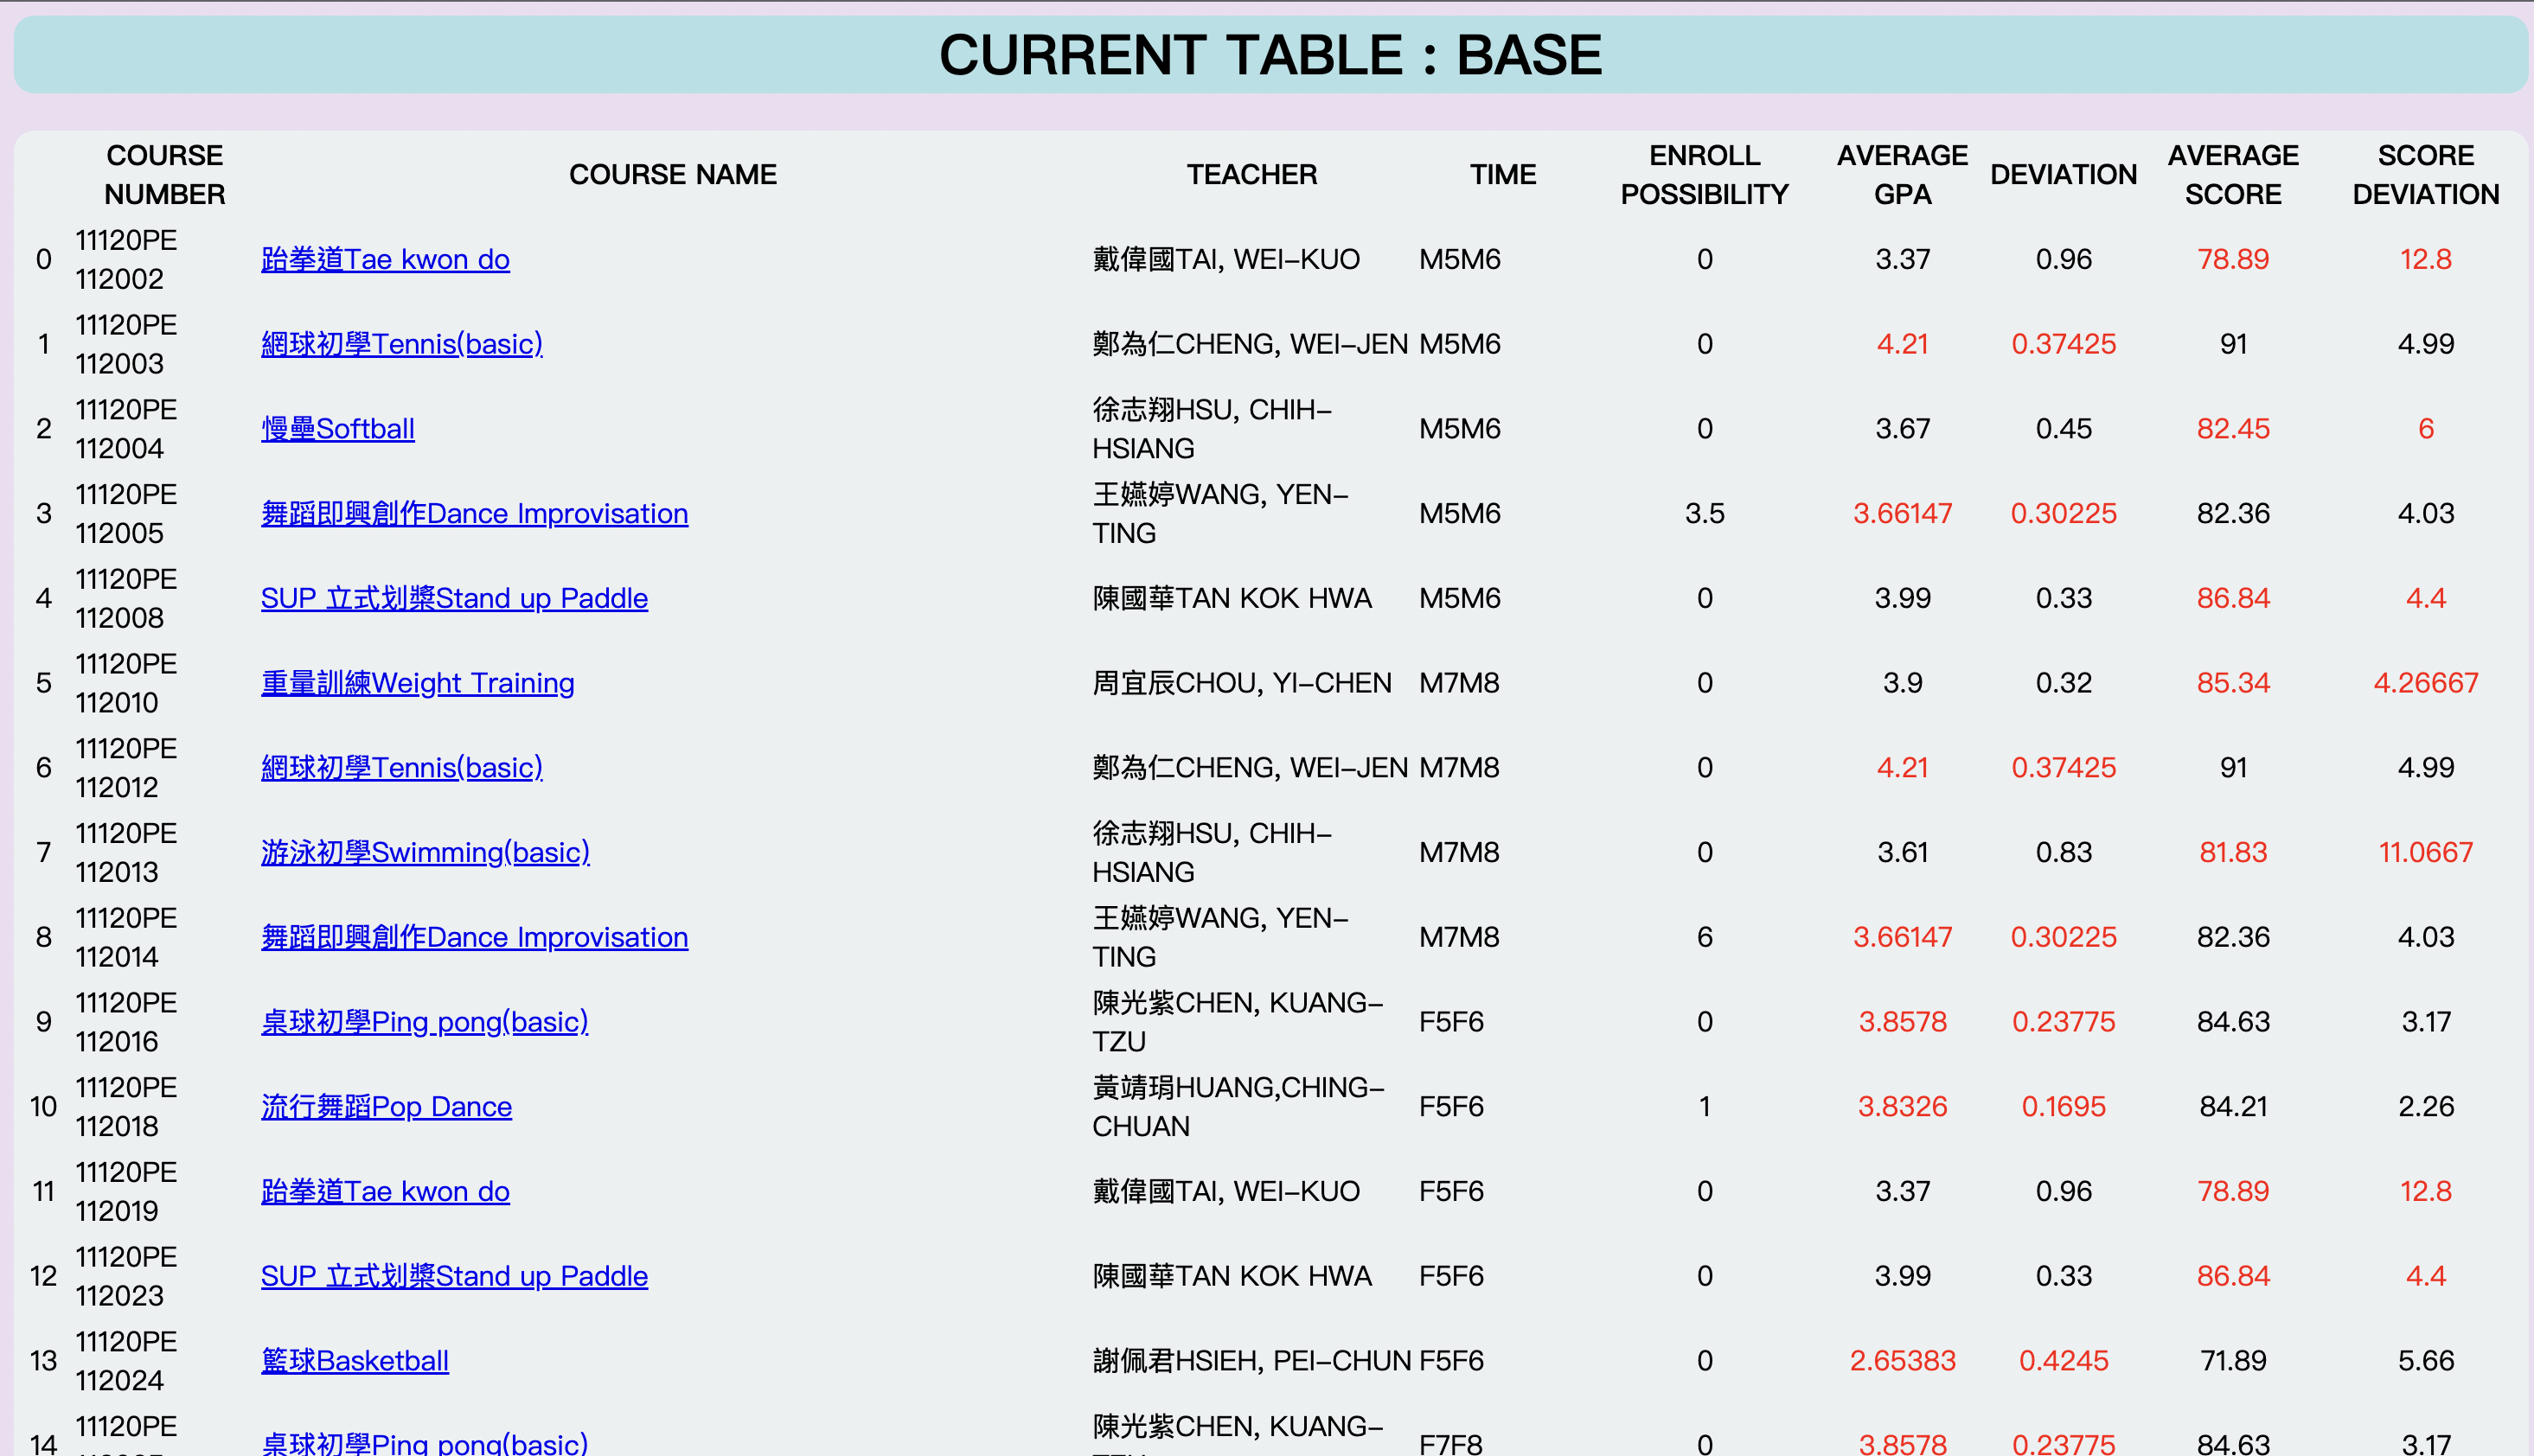 CURRENT TABLE : BASE
COURSE NUMBER COURSE NAME TEACHER TIME ENROLL POSSIBILITY AVERAGE GPA DEVIATION AVERAGE SCORE SCORE DEVIATION
0 11120PE 112002 跆拳道Tae kwon do 戴偉國TAI, WEI-KUO M5M6 0 3.37 0.96 78.89 12.8
1 11120PE 112003 網球初學Tennis(basic) 鄭為仁CHENG, WEI-JEN M5M6 0 4.21 0.37425 91 4.99
2 11120PE 112004 慢壘Softball 徐志翔HSU, CHIH-HSIANG M5M6 0 3.67 0.45 82.45 6
3 11120PE 112005 舞蹈即興創作Dance Improvisation 王嬿婷WANG, YEN-TING M5M6 3.5 3.66147 0.30225 82.36 4.03
4 11120PE 112008 SUP 立式划槳Stand up Paddle 陳國華TAN KOK HWA M5M6 0 3.99 0.33 86.84 4.4
5 11120PE 112010 重量訓練Weight Training 周宜辰CHOU, YI-CHEN M7M8 0 3.9 0.32 85.34 4.26667
6 11120PE 112012 網球初學Tennis(basic) 鄭為仁CHENG, WEI-JEN M7M8 0 4.21 0.37425 91 4.99
7 11120PE 112013 游泳初學Swimming(basic) 徐志翔HSU, CHIH-HSIANG M7M8 0 3.61 0.83 81.83 11.0667
8 11120PE 112014 舞蹈即興創作Dance Improvisation 王嬿婷WANG, YEN-TING M7M8 6 3.66147 0.30225 82.36 4.03
9 11120PE 112016 桌球初學Ping pong(basic) 陳光紫CHEN, KUANG-TZU F5F6 0 3.8578 0.23775 84.63 3.17
10 11120PE 112018 流行舞蹈Pop Dance 黃靖琄HUANG,CHING-CHUAN F5F6 1 3.8326 0.1695 84.21 2.26
11 11120PE 112019 跆拳道Tae kwon do 戴偉國TAI, WEI-KUO F5F6 0 3.37 0.96 78.89 12.8
12 11120PE 112023 SUP 立式划槳Stand up Paddle 陳國華TAN KOK HWA F5F6 0 3.99 0.33 86.84 4.4
13 11120PE 112024 籃球Basketball 謝佩君HSIEH, PEI-CHUN F5F6 0 2.65383 0.4245 71.89 5.66
14 11120PE 桌球初學Ping pong(basic) 陳光紫CHEN, KUANG- F7F8 0 3.8578 0.23775 84.63 3.17